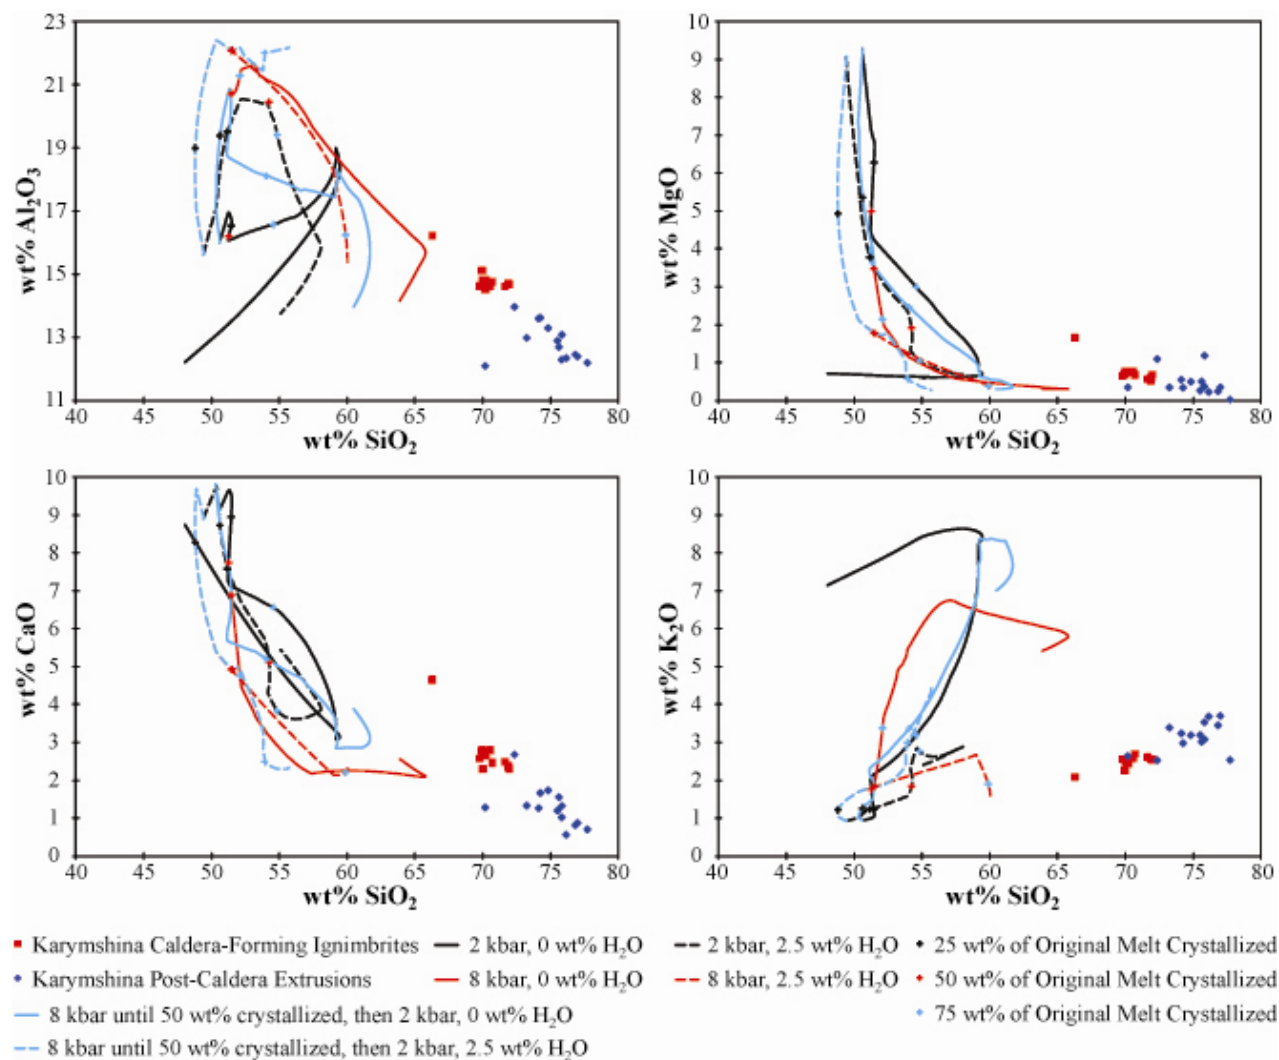 23
21
19
17
15
13
11
wt% Al₂O₃
40 45 50 55 60 65 70 75 80
wt% SiO₂
10
9
8
7
6
5
4
3
2
1
0
wt% MgO
40 45 50 55 60 65 70 75 80
wt% SiO₂
10
9
8
7
6
5
4
3
2
1
0
wt% CaO
40 45 50 55 60 65 70 75 80
wt% SiO₂
10
9
8
7
6
5
4
3
2
1
0
wt% K₂O
40 45 50 55 60 65 70 75 80
wt% SiO₂
Karymshina Caldera-Forming Ignimbrites 2 kbar, 0 wt% H₂O 2 kbar, 2.5 wt% H₂O 25 wt% of Original Melt Crystallized
Karymshina Post-Caldera Extrusions 8 kbar, 0 wt% H₂O 8 kbar, 2.5 wt% H₂O 50 wt% of Original Melt Crystallized
8 kbar until 50 wt% crystallized, then 2 kbar, 0 wt% H₂O 75 wt% of Original Melt Crystallized
8 kbar until 50 wt% crystallized, then 2 kbar, 2.5 wt% H₂O